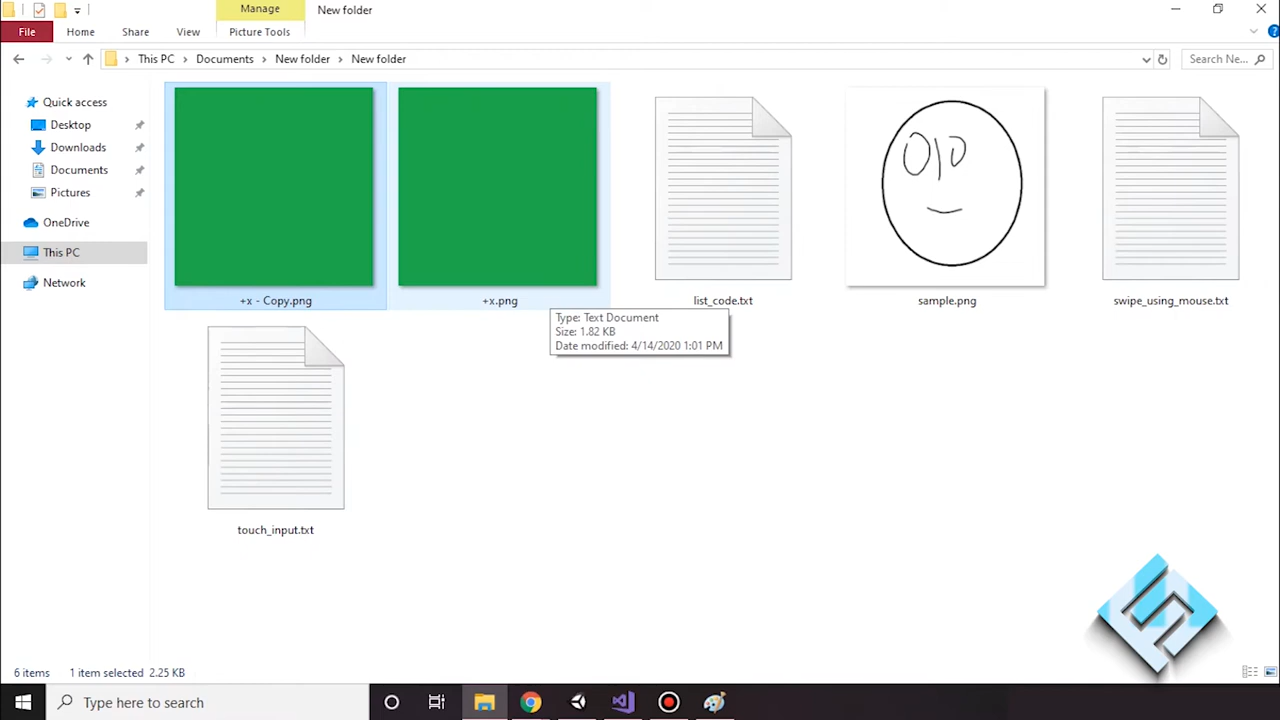 Manage
New folder
File
Home
Share
View
Picture Tools
This PC
Documents
New folder
New folder
Search Ne...
Quick access
Desktop
Downloads
Documents
Pictures
OneDrive
This PC
Network
+x - Copy.png
+x.png
list_code.txt
sample.png
swipe_using_mouse.txt
Type: Text Document
Size: 1.82 KB
Date modified: 4/14/2020 1:01 PM
touch_input.txt
6 items
1 item selected 2.25 KB
Type here to search